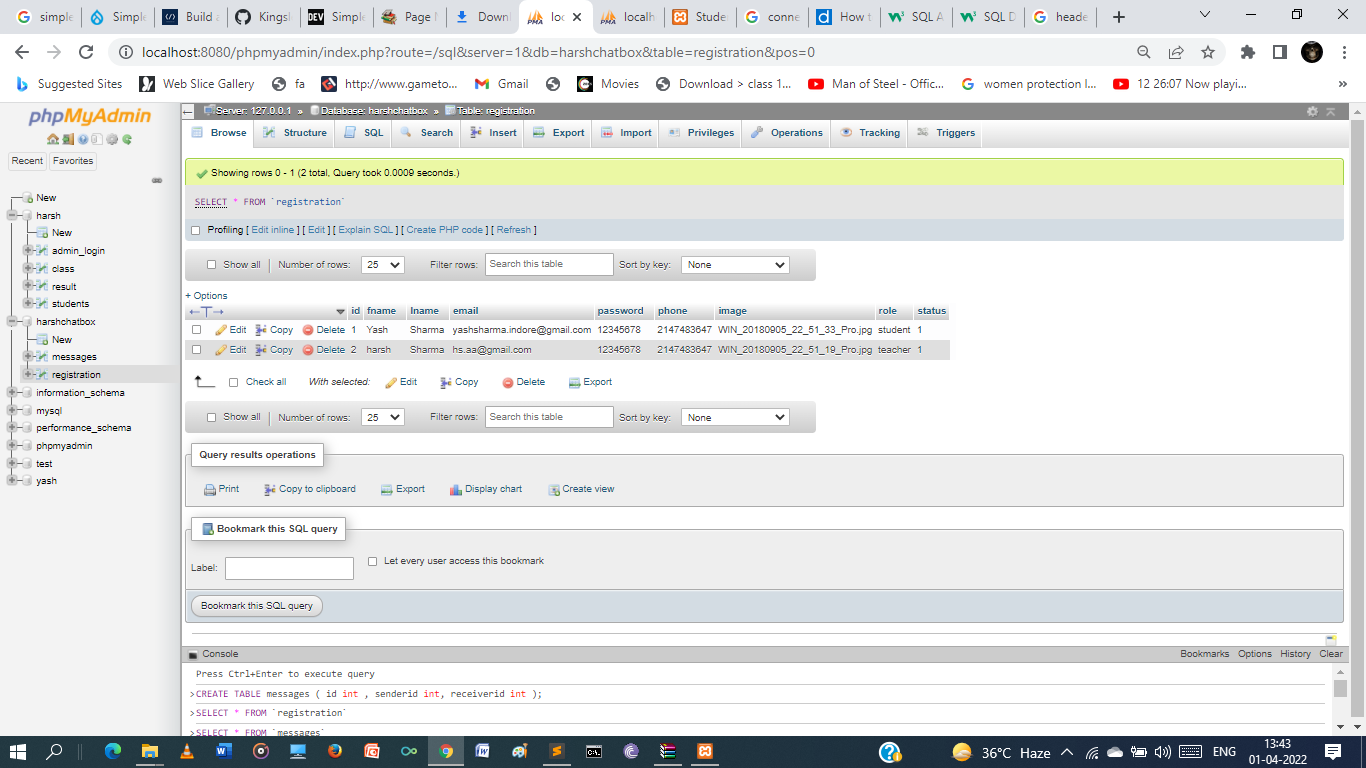 simple
Simple
Build a
Kingsl
DEV Simple
Page N
Downl
PMA loc
PMA localh
Stude
conne
How t
SQL A
SQL D
heade
localhost:8080/phpmyadmin/index.php?route=/sql&server=1&db=harshchatbox&table=registration&pos=0
Suggested Sites Web Slice Gallery fa http://www.gameto... Gmail Movies Download > class 1... Man of Steel - Offic... women protection l... 12 26:07 Now playi... »
phpMyAdmin
Recent Favorites
New
harsh
New
admin_login
class
result
students
harshchatbox
New
messages
registration
information_schema
mysql
performance_schema
phpmyadmin
test
yash
Server: 127.0.0.1 » Database: harshchatbox » Table: registration
Browse Structure SQL Search Insert Export Import Privileges Operations Tracking Triggers
Showing rows 0 - 1 (2 total, Query took 0.0009 seconds.)
SELECT * FROM `registration`
Profiling [ Edit inline ] [ Edit ] [ Explain SQL ] [ Create PHP code ] [ Refresh ]
Show all Number of rows: 25 Filter rows: Search this table Sort by key: None
+ Options
←T→ id fname lname email password phone image role status
Edit Copy Delete 1 Yash Sharma yashsharma.indore@gmail.com 12345678 2147483647 WIN_20180905_22_51_33_Pro.jpg student 1
Edit Copy Delete 2 harsh Sharma hs.aa@gmail.com 12345678 2147483647 WIN_20180905_22_51_19_Pro.jpg teacher 1
Check all With selected: Edit Copy Delete Export
Show all Number of rows: 25 Filter rows: Search this table Sort by key: None
Query results operations
Print Copy to clipboard Export Display chart Create view
Bookmark this SQL query
Label: Let every user access this bookmark
Bookmark this SQL query
Console Bookmarks Options History Clear
Press Ctrl+Enter to execute query
>CREATE TABLE messages ( id int , senderid int, receiverid int );
>SELECT * FROM `registration`
>SELECT * FROM `messages`
36°C Haze ENG 13:43
01-04-2022